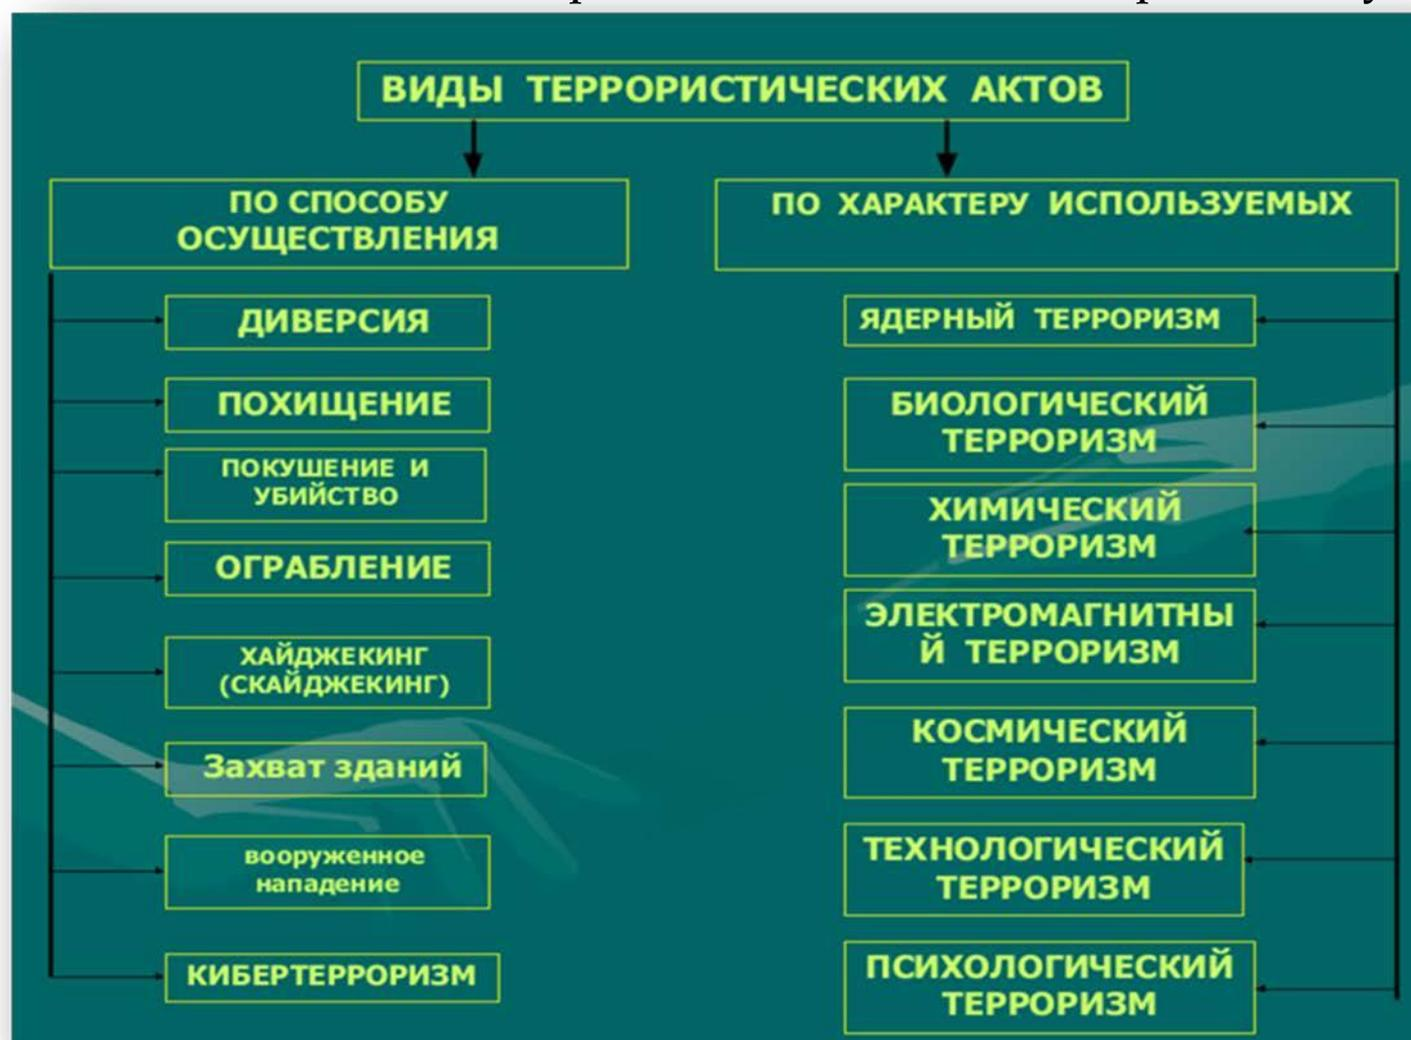 ВИДЫ ТЕРРОРИСТИЧЕСКИХ АКТОВ
ПО СПОСОБУ
ОСУЩЕСТВЛЕНИЯ
ДИВЕРСИЯ
ПОХИЩЕНИЕ
ПОКУШЕНИЕ И
УБИЙСТВО
ОГРАБЛЕНИЕ
ХАЙДЖЕКИНГ
(СКАЙДЖЕКИНГ)
Захват зданий
вооруженное
нападение
КИБЕРТЕРРОРИЗМ
ПО ХАРАКТЕРУ ИСПОЛЬЗУЕМЫХ
ЯДЕРНЫЙ ТЕРРОРИЗМ
БИОЛОГИЧЕСКИЙ
ТЕРРОРИЗМ
ХИМИЧЕСКИЙ
ТЕРРОРИЗМ
ЭЛЕКТРОМАГНИТНЫ
Й ТЕРРОРИЗМ
КОСМИЧЕСКИЙ
ТЕРРОРИЗМ
ТЕХНОЛОГИЧЕСКИЙ
ТЕРРОРИЗМ
ПСИХОЛОГИЧЕСКИЙ
ТЕРРОРИЗМ